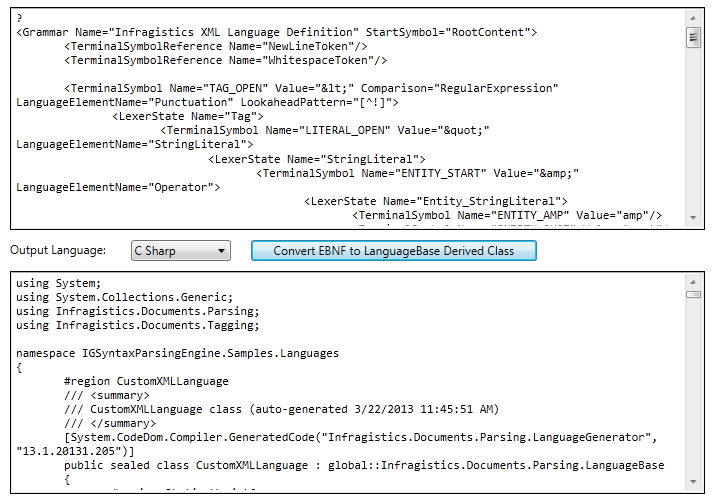 ?
<Grammar Name="Infragistics XML Language Definition" StartSymbol="RootContent">
<TerminalSymbolReference Name="NewLineToken"/>
<TerminalSymbolReference Name="WhitespaceToken"/>
<TerminalSymbol Name="TAG_OPEN" Value="&lt;" Comparison="RegularExpression"
LanguageElementName="Punctuation" LookaheadPattern="[^!]">
<LexerState Name="Tag">
<TerminalSymbol Name="LITERAL_OPEN" Value="&quot;"
LanguageElementName="StringLiteral">
<LexerState Name="StringLiteral">
<TerminalSymbol Name="ENTITY_START" Value="&amp;"
LanguageElementName="Operator">
<LexerState Name="Entity_StringLiteral">
<TerminalSymbol Name="ENTITY_AMP" Value="amp"/>
Output Language:
C Sharp
Convert EBNF to LanguageBase Derived Class
using System;
using System.Collections.Generic;
using Infragistics.Documents.Parsing;
using Infragistics.Documents.Tagging;
namespace IGSyntaxParsingEngine.Samples.Languages
{
#region CustomXMLLanguage
/// <summary>
/// CustomXMLLanguage class (auto-generated 3/22/2013 11:45:51 AM)
/// </summary>
[System.CodeDom.Compiler.GeneratedCode("Infragistics.Documents.Parsing.LanguageGenerator",
"13.1.20131.205")]
public sealed class CustomXMLLanguage : global::Infragistics.Documents.Parsing.LanguageBase
{